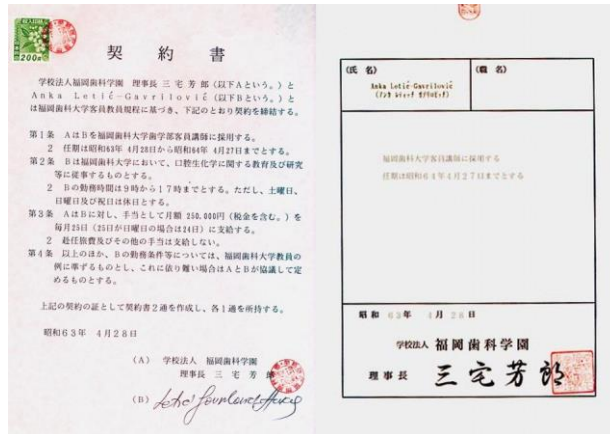 200円
契約書
学校法人福岡歯科学園 理事長 三宅芳郎（以下Aという。）と
Anka Letić-Gavrilović（以下Bという。）と
は福岡歯科大学客員教員規程に基づき、下記のとおり契約を締結する。
第1条 AはBを福岡歯科大学歯学部客員講師に採用する。
2 任期は昭和63年 4月28日から昭和64年 4月27日までとする。
第2条 Bは福岡歯科大学において、口腔生化学に関する教育及び研究
等に従事するものとする。
2 Bの勤務時間は9時から17時までとする。ただし、土曜日、
日曜日及び祝日は休日とする。
第3条 AはBに対し、手当として月額 250,000円（税金を含む。）を
毎月25日（25日が日曜日の場合は24日）に支給する。
2 赴任旅費及びその他の手当は支給しない。
第4条 以上のほか、Bの勤務条件等については、福岡歯科大学教員の
例に準ずるものとし、これに依り難い場合はAとBが協議して定
めるものとする。
上記の契約の証として契約書2通を作成し、各1通を所持する。
昭和63年 4月28日
（A） 学校法人 福岡歯科学園
理事長 三宅芳郎
（B）
（氏 名）
（職 名）
Anka Letić-Gavrilović
福岡歯科大学客員講師に採用する
任期は昭和64年4月27日までとする
昭和 63年 4月 28日
学校法人 福岡歯科学園
理事長 三宅芳郎